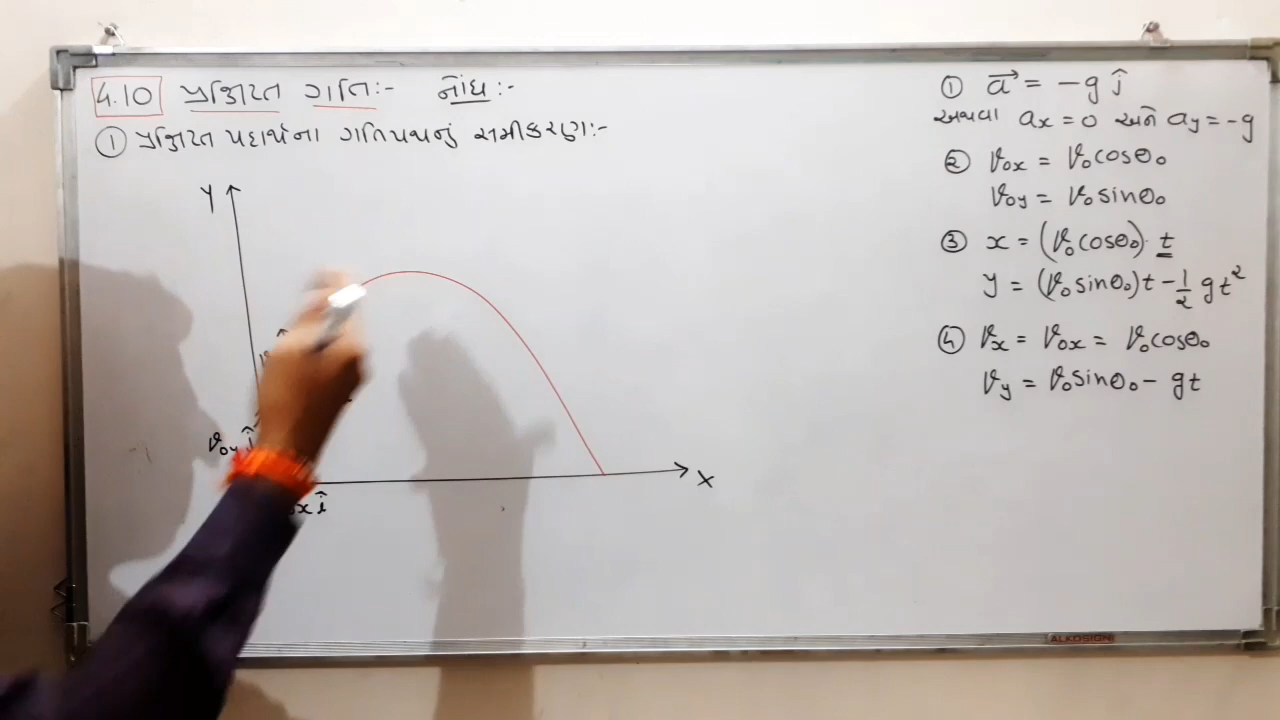 4.10 પ્રક્ષિપ્ત ગતિ:- નોંધ:-
① પ્રક્ષિપ્ત પદાર્થના ગતિપથનું સમીકરણ:-
Y
X
① a⃗ = -g ĵ
અથવા ax = 0 અને ay = -g
② v₀x = v₀cosθ₀
v₀y = v₀sinθ₀
③ x = (v₀cosθ₀)·t
y = (v₀sinθ₀)t - ½ gt²
④ vx = v₀x = v₀cosθ₀
vy = v₀sinθ₀ - gt
ALKOSIGN